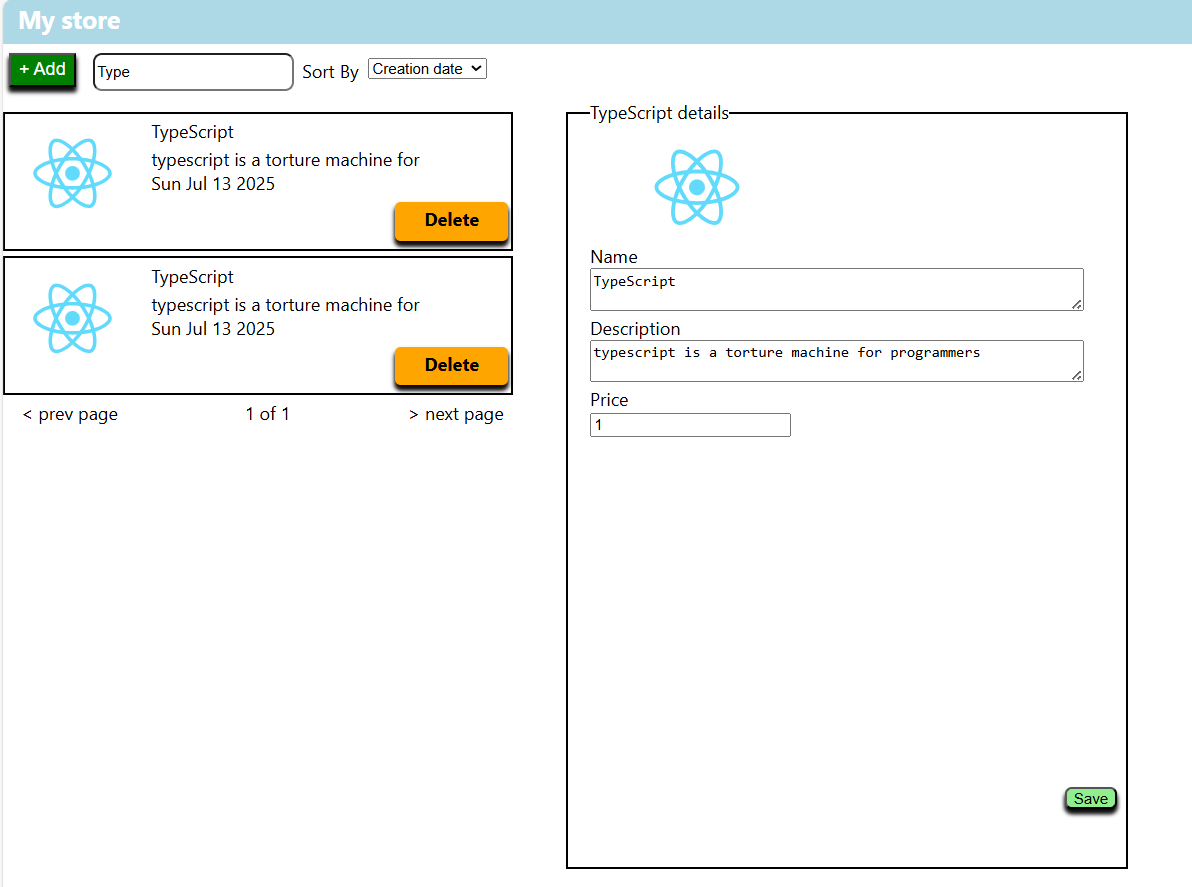 My store
+ Add
Type
Sort By
Creation date
TypeScript
typescript is a torture machine for
Sun Jul 13 2025
Delete
TypeScript
typescript is a torture machine for
Sun Jul 13 2025
Delete
< prev page
1 of 1
> next page
TypeScript details
Name
TypeScript
Description
typescript is a torture machine for programmers
Price
1
Save